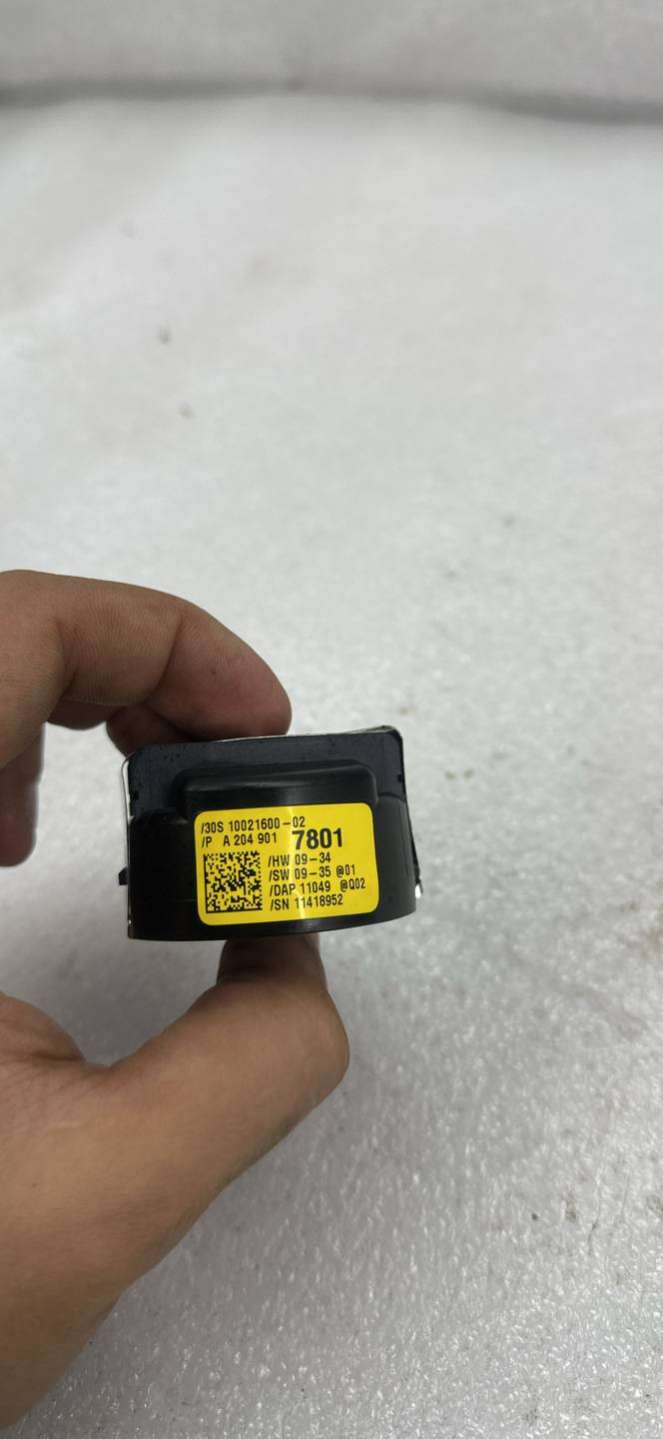 /30S 10021600-02
/P A 204 901 7801
/HW 09-34
/SW 09-35 @01
/DAP 11049 @Q02
/SN 11418952